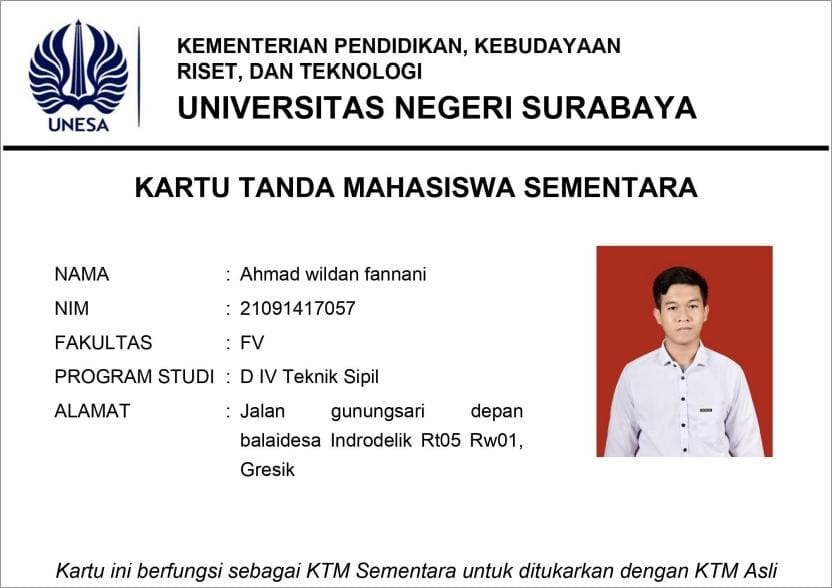 UNESA
KEMENTERIAN PENDIDIKAN, KEBUDAYAAN
RISET, DAN TEKNOLOGI
UNIVERSITAS NEGERI SURABAYA
KARTU TANDA MAHASISWA SEMENTARA
NAMA : Ahmad wildan fannani
NIM : 21091417057
FAKULTAS : FV
PROGRAM STUDI : D IV Teknik Sipil
ALAMAT : Jalan gunungsari depan
balaidesa Indrodelik Rt05 Rw01,
Gresik
Kartu ini berfungsi sebagai KTM Sementara untuk ditukarkan dengan KTM Asli